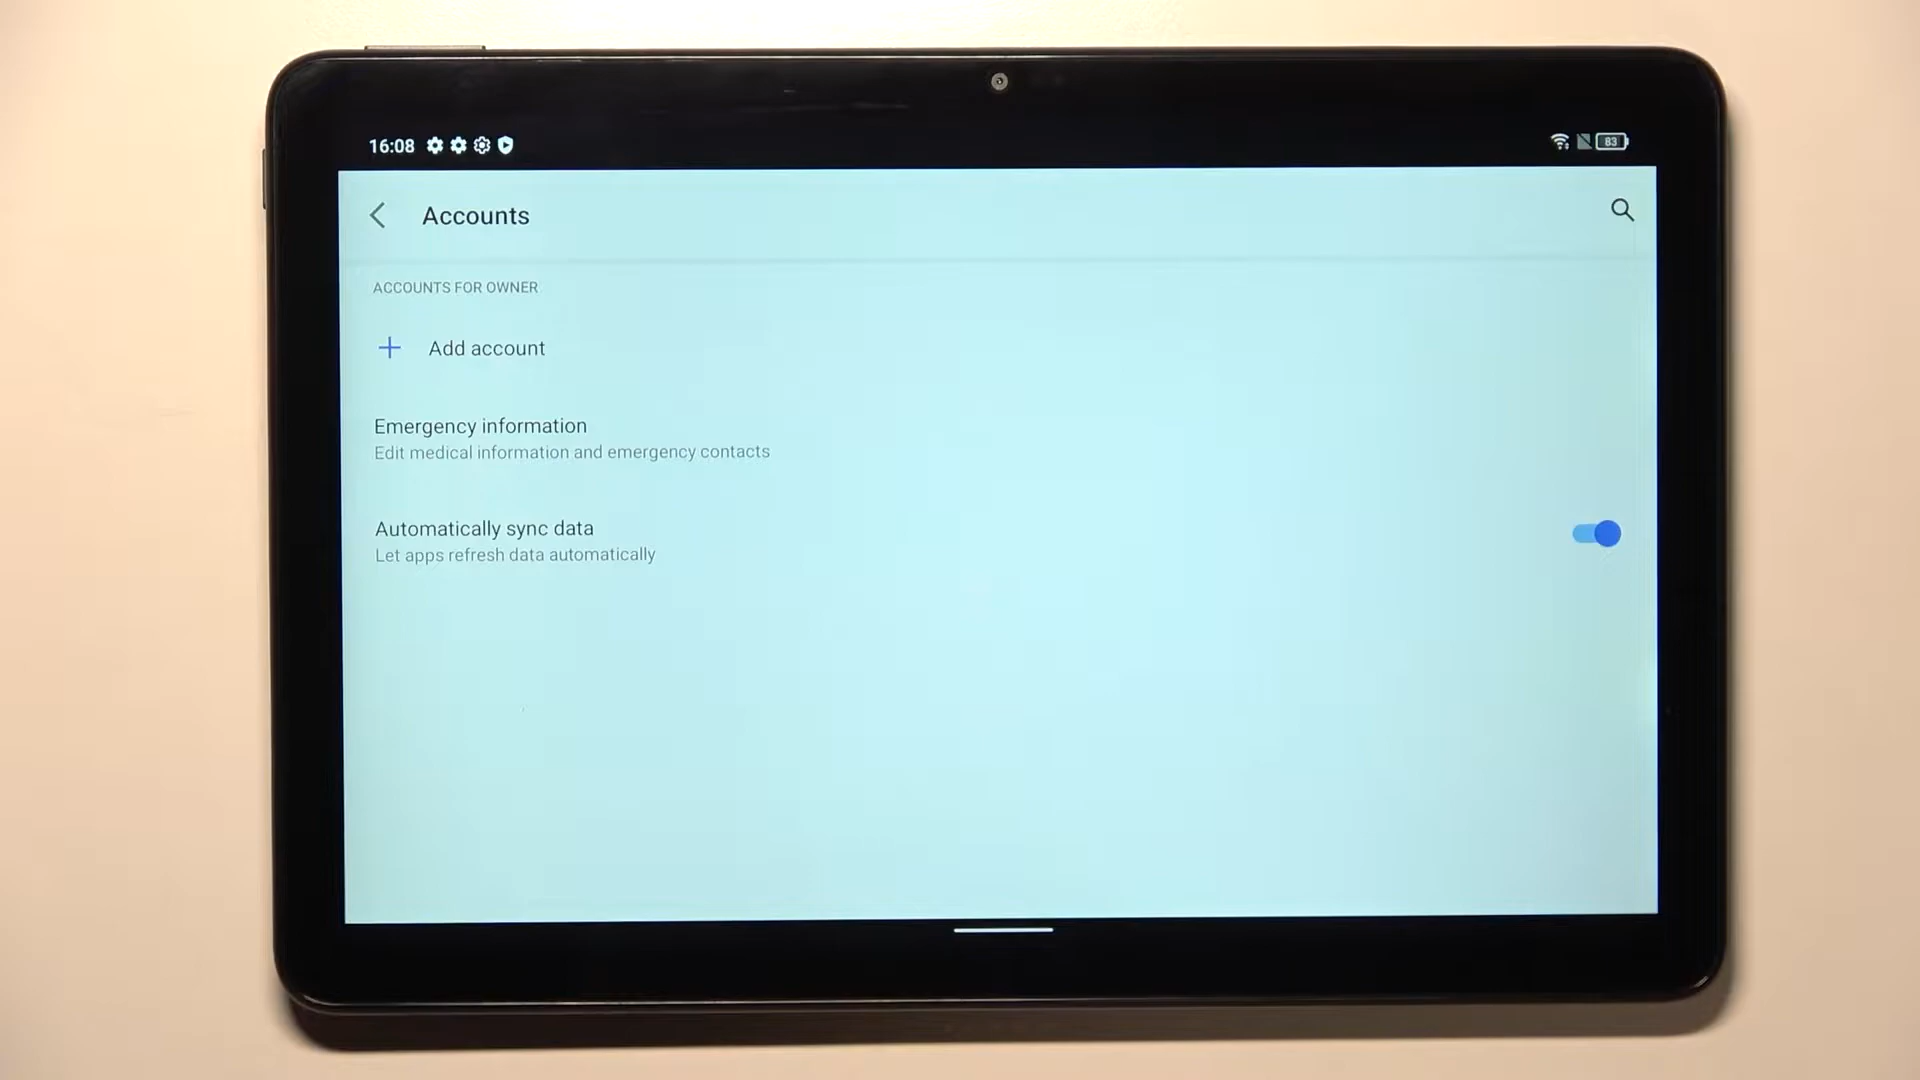 16:08
83
Accounts
ACCOUNTS FOR OWNER
Add account
Emergency information
Edit medical information and emergency contacts
Automatically sync data
Let apps refresh data automatically